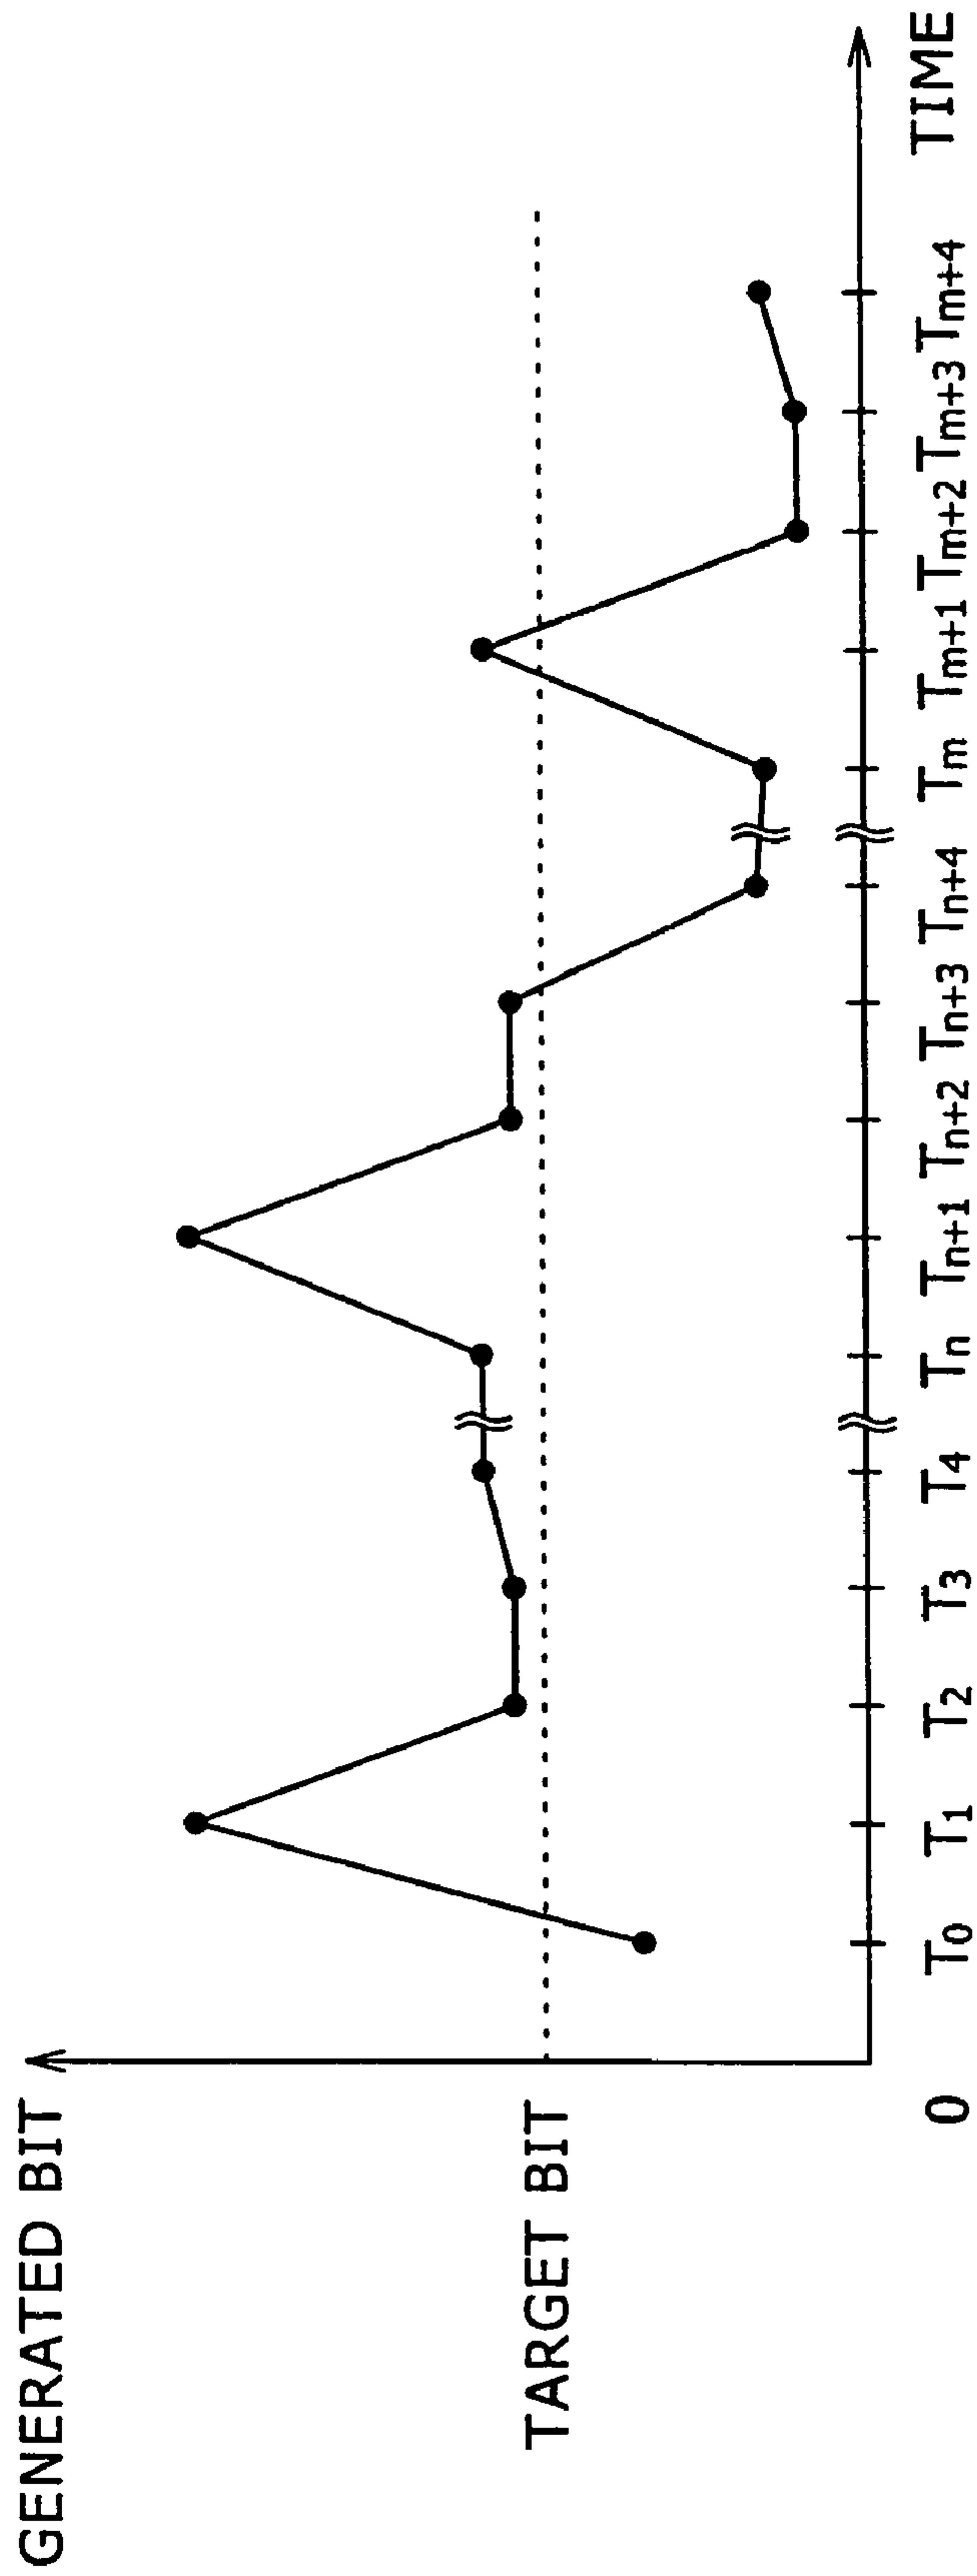 GENERATED BIT
TARGET BIT
0 T0 T1 T2 T3 T4 Tn Tn+1 Tn+2 Tn+3 Tn+4 Tm Tm+1 Tm+2 Tm+3 Tm+4 TIME